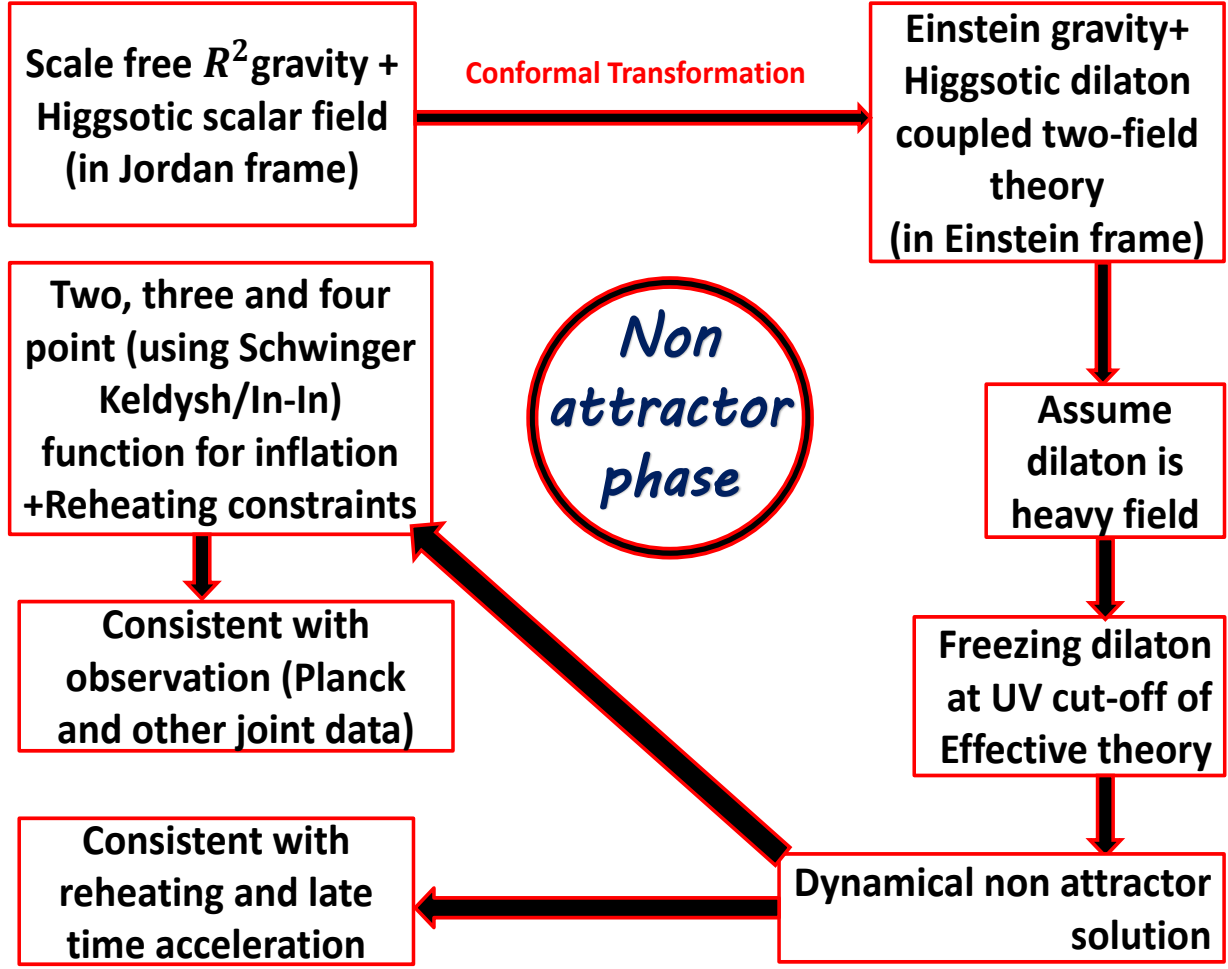 Scale free R² gravity +
Higgsotic scalar field
(in Jordan frame)
Conformal Transformation
Einstein gravity+
Higgsotic dilaton
coupled two-field
theory
(in Einstein frame)
Two, three and four
point (using Schwinger
Keldysh/In-In)
function for inflation
+Reheating constraints
Non
attractor
phase
Assume
dilaton is
heavy field
Consistent with
observation (Planck
and other joint data)
Freezing dilaton
at UV cut-off of
Effective theory
Consistent with
reheating and late
time acceleration
Dynamical non attractor
solution